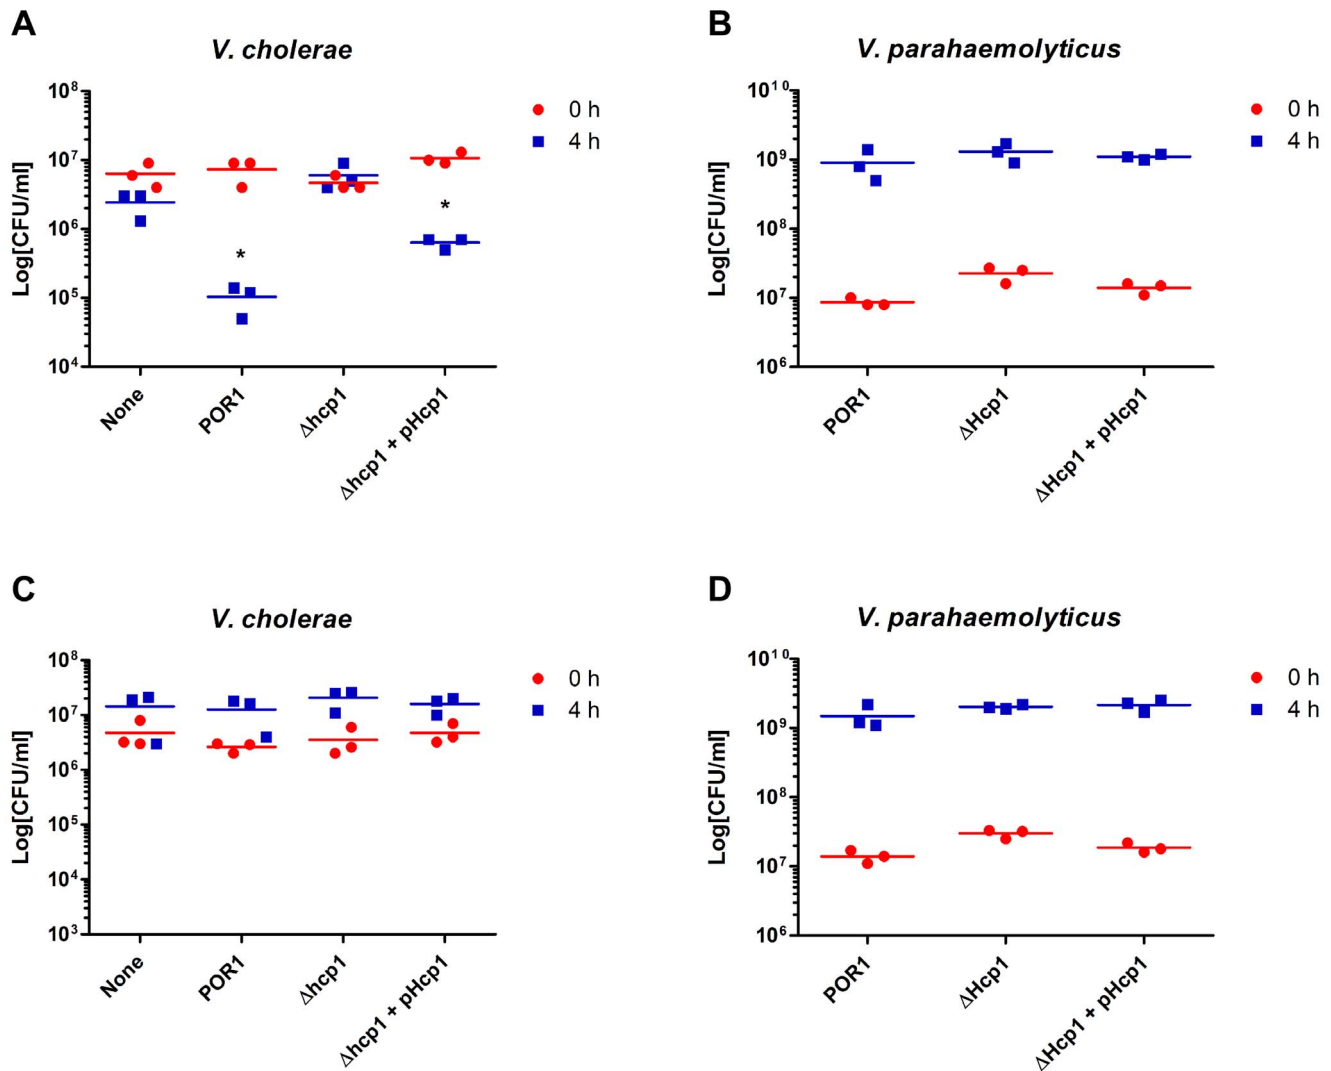 A
V. cholerae
10⁸
10⁷
10⁶
10⁵
10⁴
Log[CFU/ml]
None
POR1
Δhcp1
Δhcp1 + pHcp1
*
*
0 h
4 h
B
V. parahaemolyticus
10¹⁰
10⁹
10⁸
10⁷
10⁶
Log[CFU/ml]
POR1
ΔHcp1
ΔHcp1 + pHcp1
0 h
4 h
C
V. cholerae
10⁸
10⁷
10⁶
10⁵
10⁴
10³
Log[CFU/ml]
None
POR1
Δhcp1
Δhcp1 + pHcp1
0 h
4 h
D
V. parahaemolyticus
10¹⁰
10⁹
10⁸
10⁷
10⁶
Log[CFU/ml]
POR1
ΔHcp1
ΔHcp1 + pHcp1
0 h
4 h